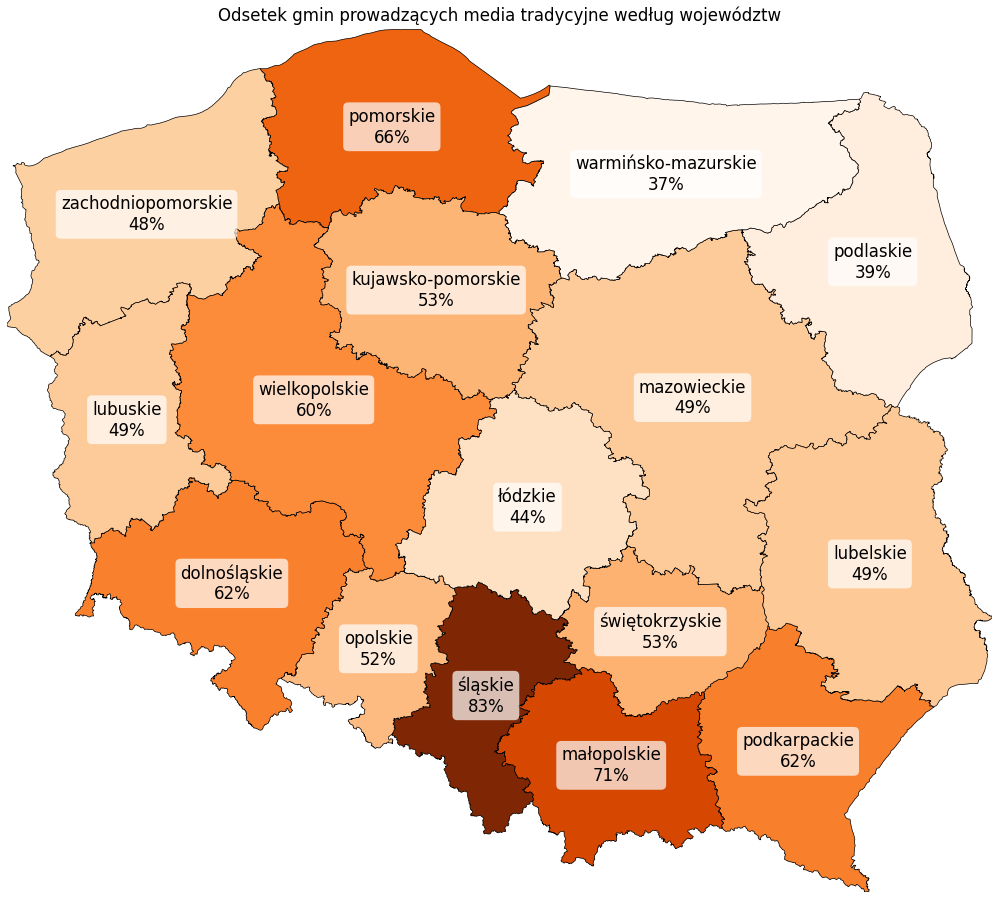 Odsetek gmin prowadzących media tradycyjne według województw
pomorskie
66%
warmińsko-mazurskie
37%
zachodniopomorskie
48%
podlaskie
39%
kujawsko-pomorskie
53%
wielkopolskie
60%
mazowieckie
49%
lubuskie
49%
łódzkie
44%
lubelskie
49%
dolnośląskie
62%
świętokrzyskie
53%
opolskie
52%
śląskie
83%
podkarpackie
62%
małopolskie
71%